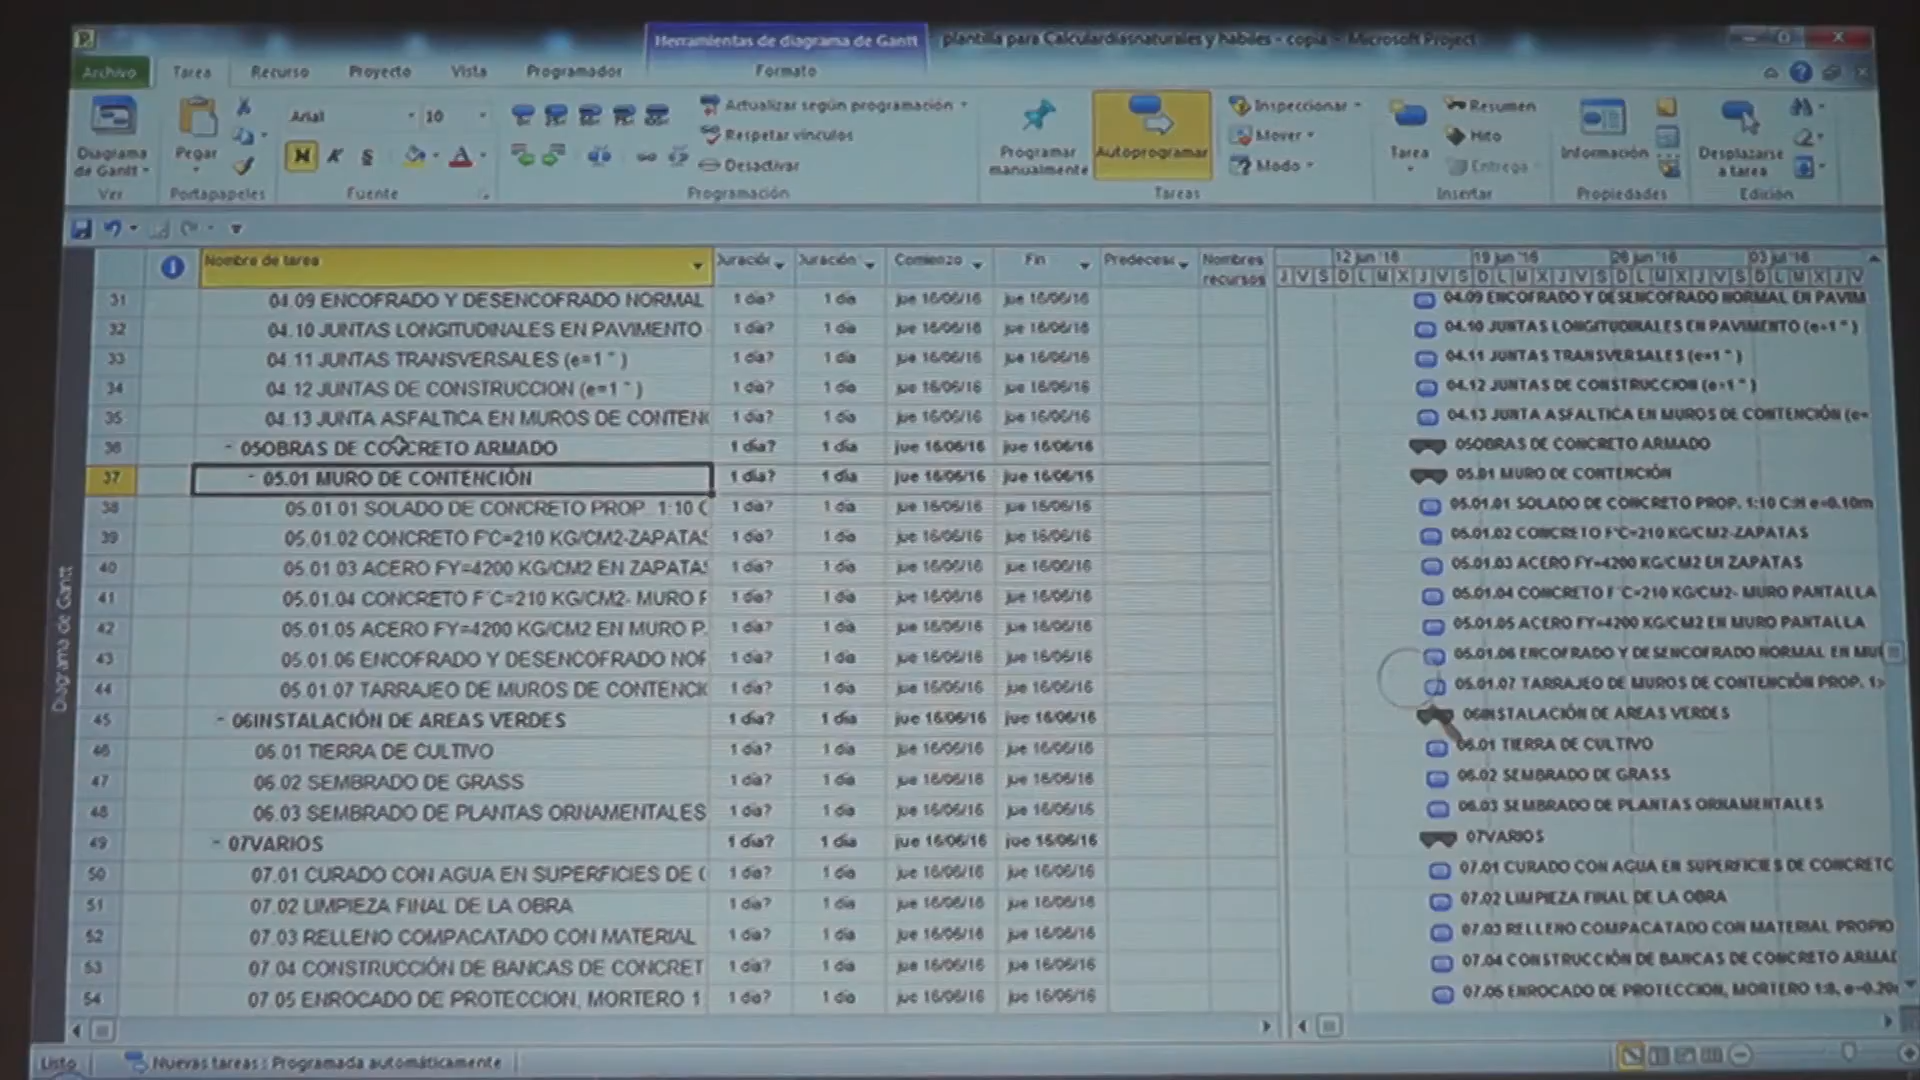 Herramientas de diagrama de Gantt
plantilla para Calculardiasnaturales y habiles - copia - Microsoft Project
Archivo Tarea Recurso Proyecto Vista Programador Formato
Diagrama de Gantt
Ver
Pegar
Portapapeles
Arial 10
N K S
Fuente
Actualizar según programación
Respetar vínculos
Desactivar
Programación
Programar manualmente
Autoprogramar
Inspeccionar
Mover
Modo
Tareas
Tarea
Resumen
Hito
Entrega
Insertar
Información
Propiedades
Desplazarse a tarea
Edición
Nombre de tarea Duración Duración Comienzo Fin Predeceso Nombres recursos
12 jun '16 19 jun '16 26 jun '16 03 jul '16
J V S D L M X J V S D L M X J V S D L M X J V S D L M X J V
31 04.09 ENCOFRADO Y DESENCOFRADO NORMAL 1 día? 1 día jue 16/06/16 jue 16/06/16 04.09 ENCOFRADO Y DESENCOFRADO NORMAL EN PAVIM
32 04.10 JUNTAS LONGITUDINALES EN PAVIMENTO 1 día? 1 día jue 16/06/16 jue 16/06/16 04.10 JUNTAS LONGITUDINALES EN PAVIMENTO (e=1 " )
33 04.11 JUNTAS TRANSVERSALES (e=1 " ) 1 día? 1 día jue 16/06/16 jue 16/06/16 04.11 JUNTAS TRANSVERSALES (e=1 " )
34 04.12 JUNTAS DE CONSTRUCCION (e=1 " ) 1 día? 1 día jue 16/06/16 jue 16/06/16 04.12 JUNTAS DE CONSTRUCCION (e=1 " )
35 04.13 JUNTA ASFALTICA EN MUROS DE CONTENC 1 día? 1 día jue 16/06/16 jue 16/06/16 04.13 JUNTA ASFALTICA EN MUROS DE CONTENCIÓN (e=
36 - 05OBRAS DE CONCRETO ARMADO 1 día? 1 día jue 16/06/16 jue 16/06/16 05OBRAS DE CONCRETO ARMADO
37 - 05.01 MURO DE CONTENCIÓN 1 día? 1 día jue 16/06/16 jue 16/06/16 05.01 MURO DE CONTENCIÓN
38 05.01.01 SOLADO DE CONCRETO PROP. 1:10 C 1 día? 1 día jue 16/06/16 jue 16/06/16 05.01.01 SOLADO DE CONCRETO PROP. 1:10 C:H e=0.10m
39 05.01.02 CONCRETO F'C=210 KG/CM2-ZAPATAS 1 día? 1 día jue 16/06/16 jue 16/06/16 05.01.02 CONCRETO F'C=210 KG/CM2-ZAPATAS
40 05.01.03 ACERO FY=4200 KG/CM2 EN ZAPATAS 1 día? 1 día jue 16/06/16 jue 16/06/16 05.01.03 ACERO FY=4200 KG/CM2 EN ZAPATAS
41 05.01.04 CONCRETO F'C=210 KG/CM2- MURO P 1 día? 1 día jue 16/06/16 jue 16/06/16 05.01.04 CONCRETO F'C=210 KG/CM2- MURO PANTALLA
42 05.01.05 ACERO FY=4200 KG/CM2 EN MURO P. 1 día? 1 día jue 16/06/16 jue 16/06/16 05.01.05 ACERO FY=4200 KG/CM2 EN MURO PANTALLA
43 05.01.06 ENCOFRADO Y DESENCOFRADO NOR 1 día? 1 día jue 16/06/16 jue 16/06/16 05.01.06 ENCOFRADO Y DESENCOFRADO NORMAL EN MUR
44 05.01.07 TARRAJEO DE MUROS DE CONTENCIÓ 1 día? 1 día jue 16/06/16 jue 16/06/16 05.01.07 TARRAJEO DE MUROS DE CONTENCIÓN PROP. 1:
45 - 06INSTALACIÓN DE AREAS VERDES 1 día? 1 día jue 16/06/16 jue 16/06/16 06INSTALACIÓN DE AREAS VERDES
46 06.01 TIERRA DE CULTIVO 1 día? 1 día jue 16/06/16 jue 16/06/16 06.01 TIERRA DE CULTIVO
47 06.02 SEMBRADO DE GRASS 1 día? 1 día jue 16/06/16 jue 16/06/16 06.02 SEMBRADO DE GRASS
48 06.03 SEMBRADO DE PLANTAS ORNAMENTALES 1 día? 1 día jue 16/06/16 jue 16/06/16 06.03 SEMBRADO DE PLANTAS ORNAMENTALES
49 - 07VARIOS 1 día? 1 día jue 16/06/16 jue 16/06/16 07VARIOS
50 07.01 CURADO CON AGUA EN SUPERFICIES DE C 1 día? 1 día jue 16/06/16 jue 16/06/16 07.01 CURADO CON AGUA EN SUPERFICIES DE CONCRETO
51 07.02 LIMPIEZA FINAL DE LA OBRA 1 día? 1 día jue 16/06/16 jue 16/06/16 07.02 LIMPIEZA FINAL DE LA OBRA
52 07.03 RELLENO COMPACATADO CON MATERIAL 1 día? 1 día jue 16/06/16 jue 16/06/16 07.03 RELLENO COMPACATADO CON MATERIAL PROPIO
53 07.04 CONSTRUCCIÓN DE BANCAS DE CONCRET 1 día? 1 día jue 16/06/16 jue 16/06/16 07.04 CONSTRUCCIÓN DE BANCAS DE CONCRETO ARMAD
54 07.05 ENROCADO DE PROTECCION, MORTERO 1 1 día? 1 día jue 16/06/16 jue 16/06/16 07.05 ENROCADO DE PROTECCION, MORTERO 1:8, e=0.20
Diagrama de Gantt
Listo Nuevas tareas : Programada automáticamente